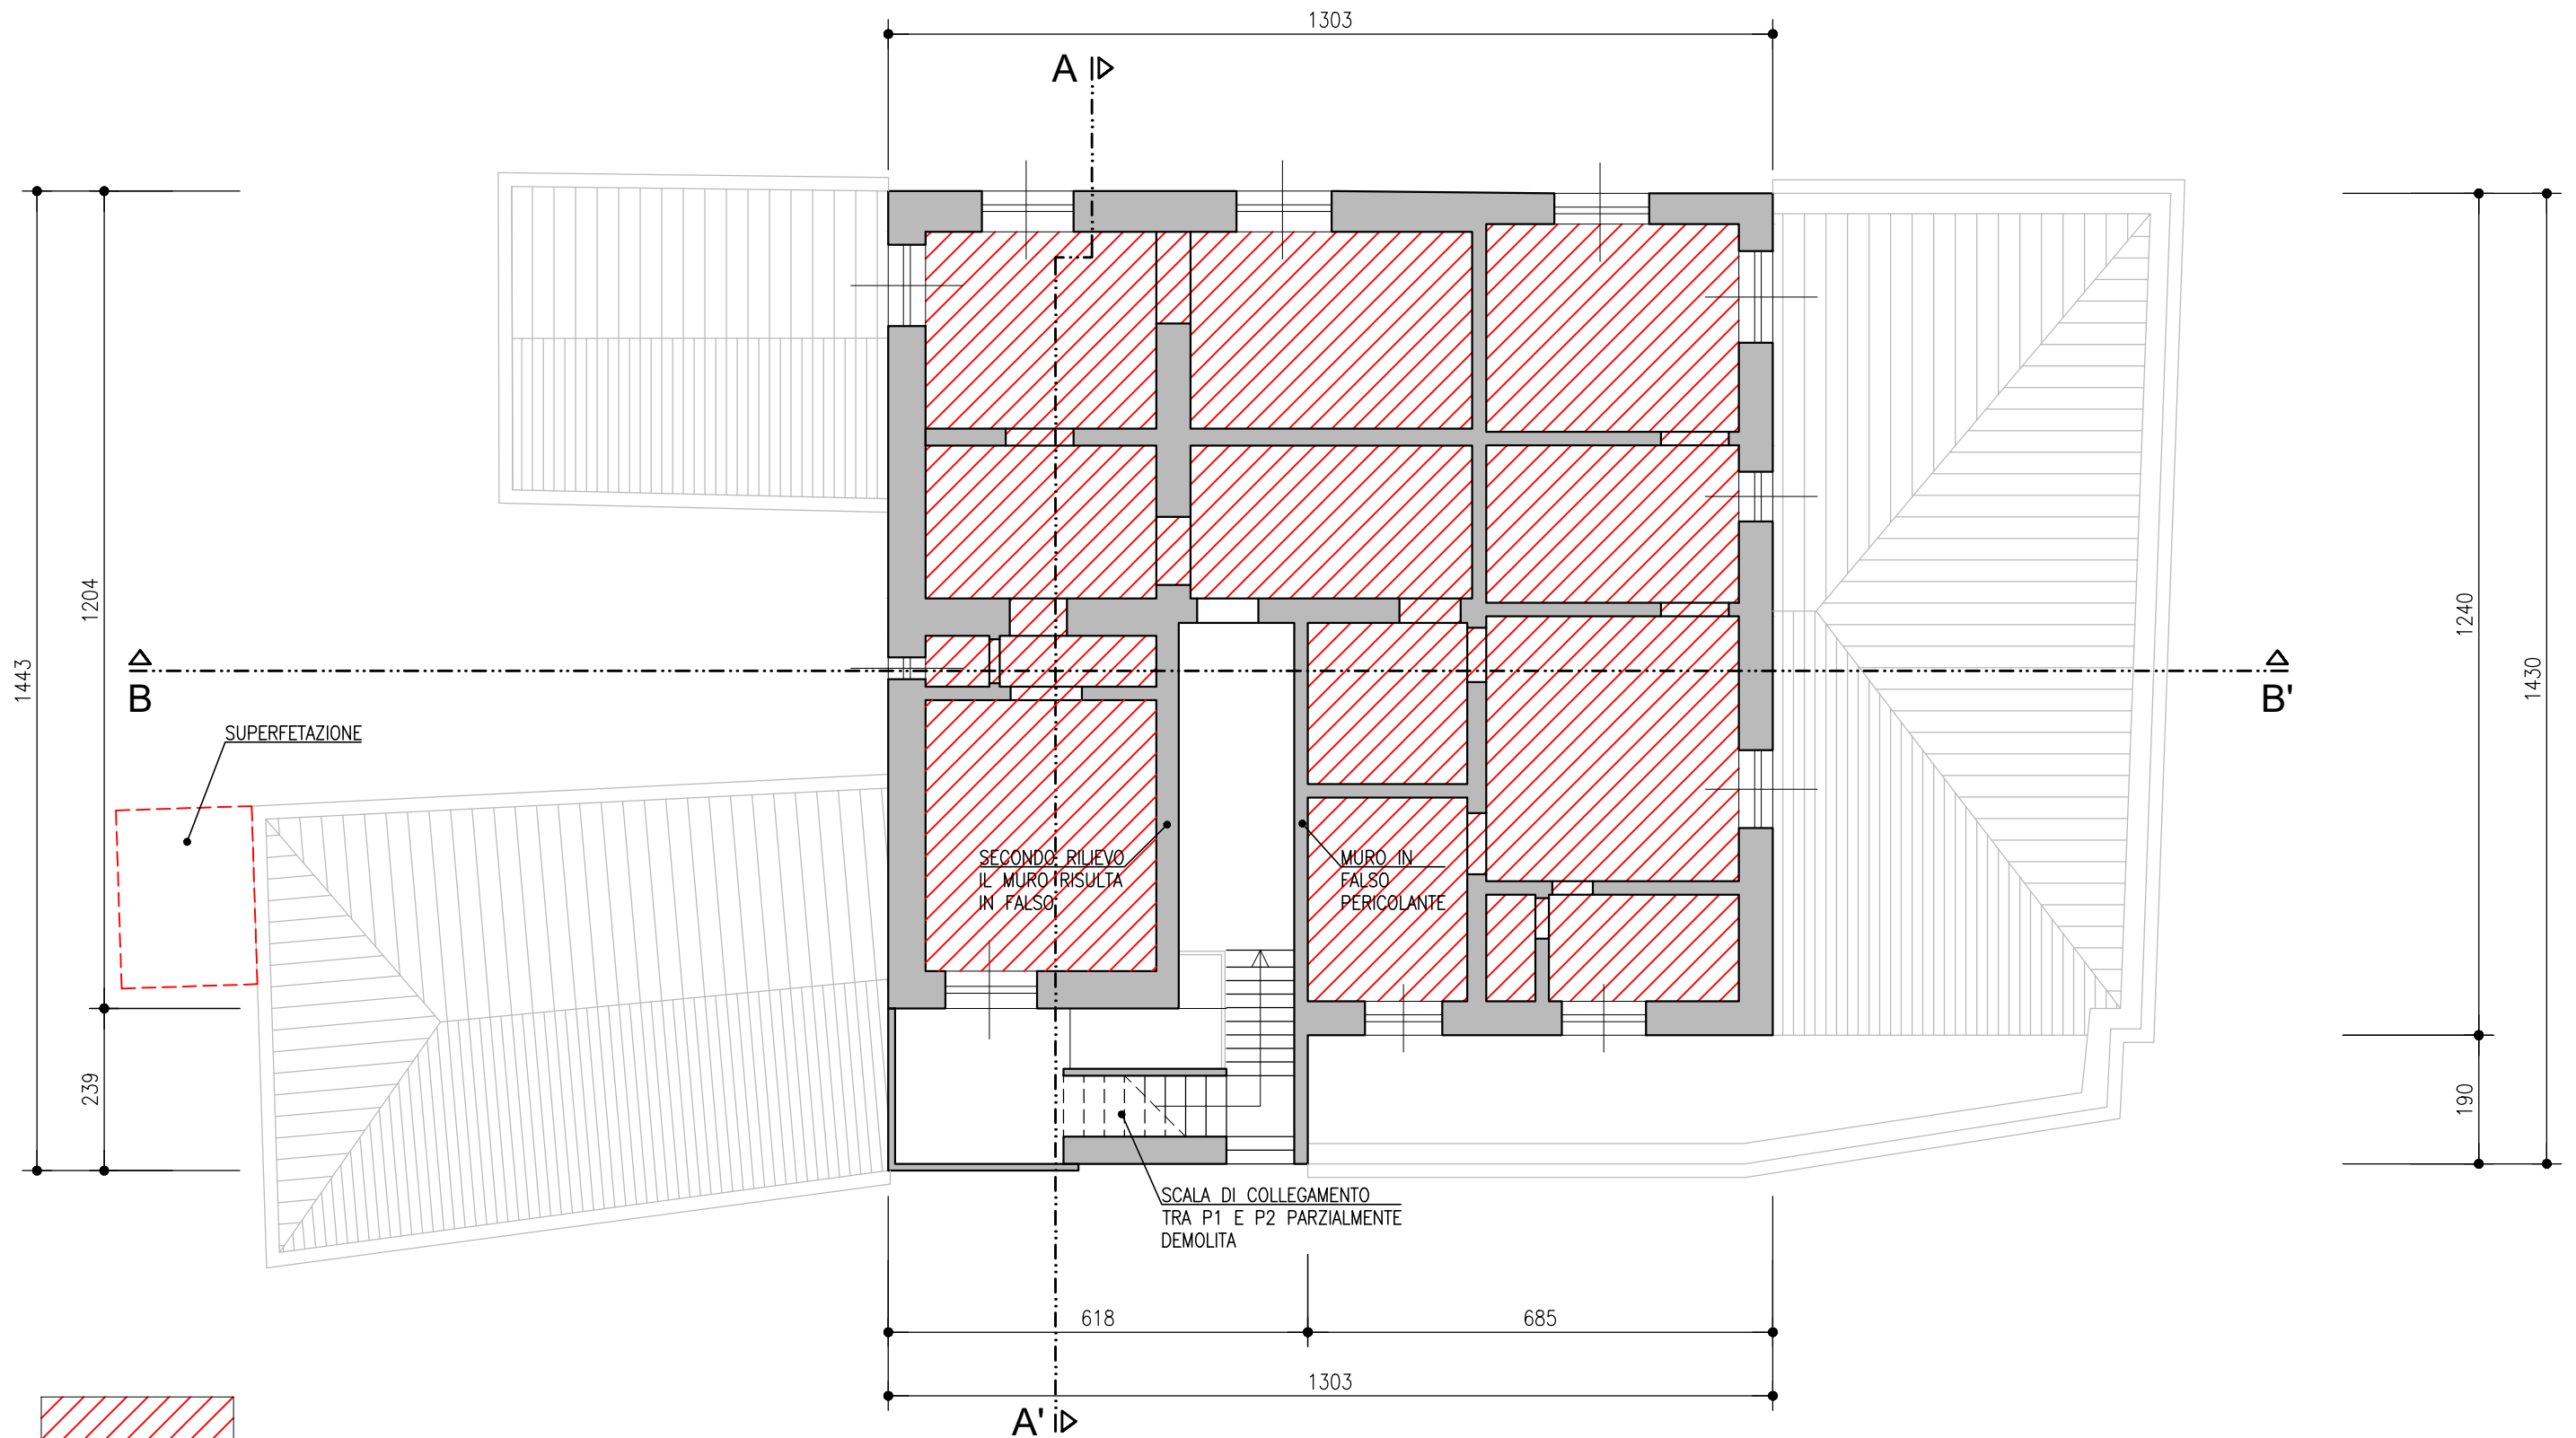 1303
A
1443
1204
239
B
SUPERFETAZIONE
SECONDO RILIEVO
IL MURO RISULTA
IN FALSO
MURO IN
FALSO
PERICOLANTE
1240
1430
190
B'
SCALA DI COLLEGAMENTO
TRA P1 E P2 PARZIALMENTE
DEMOLITA
618
685
1303
A'